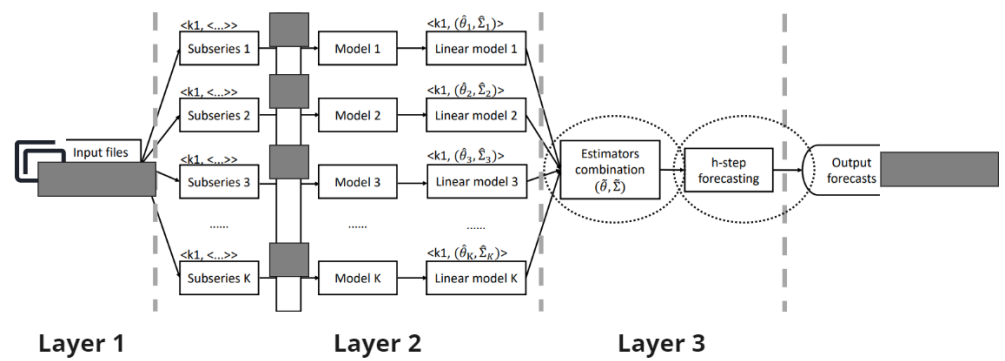 <k1, <...>>
<k1, (θ̂₁, Σ̂₁)>
Subseries 1
Model 1
Linear model 1
<k1, <...>>
<k1, (θ̂₂, Σ̂₂)>
Subseries 2
Model 2
Linear model 2
Input files
<k1, <...>>
<k1, (θ̂₃, Σ̂₃)>
Subseries 3
Model 3
Linear model 3
Estimators
combination
(θ̃, Σ̃)
h-step
forecasting
Output
forecasts
......
......
......
<k1, <...>>
<k1, (θ̂K, Σ̂K)>
Subseries K
Model K
Linear model K
Layer 1
Layer 2
Layer 3